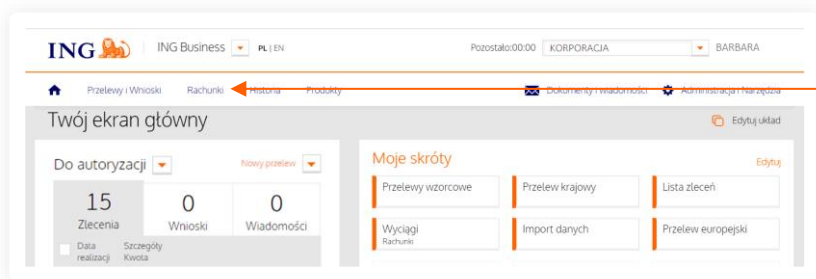 ING ING Business PL | EN Pozostało:00:00 KORPORACJA BARBARA
Przelewy i Wnioski Rachunki Historia Produkty Dokumenty i wiadomości Administracja i Narzędzia
Twój ekran główny Edytuj układ
Do autoryzacji Nowy przelew
15 0 0
Zlecenia Wnioski Wiadomości
Data realizacji Szczegóły Kwota
Moje skróty Edytuj
Przelewy wzorcowe Przelew krajowy Lista zleceń
Wyciągi Import danych Przelew europejski
Rachunki